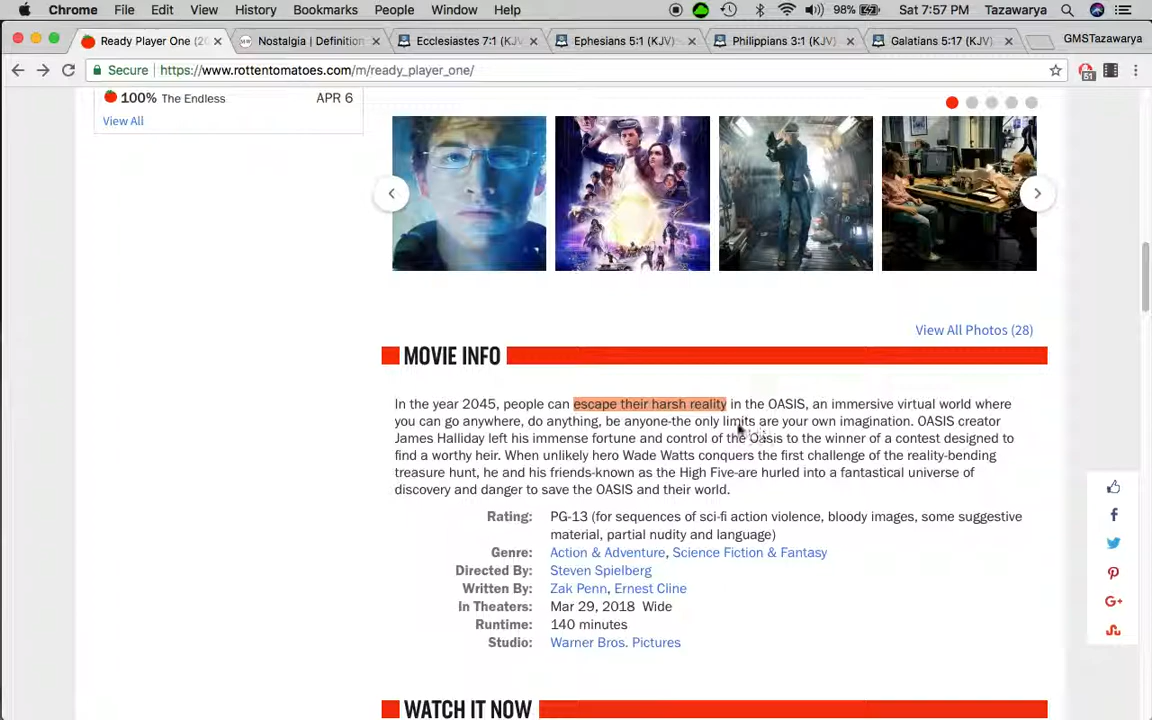 Chrome File Edit View History Bookmarks People Window Help 98% Sat 7:57 PM Tazawarya
Ready Player One (20 Nostalgia | Definition Ecclesiastes 7:1 (KJV Ephesians 5:1 (KJV) Philippians 3:1 (KJV) Galatians 5:17 (KJV) GMSTazawarya
Secure https://www.rottentomatoes.com/m/ready_player_one/ 51
100% The Endless APR 6
View All
View All Photos (28)
MOVIE INFO
In the year 2045, people can escape their harsh reality in the OASIS, an immersive virtual world where
you can go anywhere, do anything, be anyone-the only limits are your own imagination. OASIS creator
James Halliday left his immense fortune and control of the Oasis to the winner of a contest designed to
find a worthy heir. When unlikely hero Wade Watts conquers the first challenge of the reality-bending
treasure hunt, he and his friends-known as the High Five-are hurled into a fantastical universe of
discovery and danger to save the OASIS and their world.
Rating: PG-13 (for sequences of sci-fi action violence, bloody images, some suggestive
material, partial nudity and language)
Genre: Action & Adventure, Science Fiction & Fantasy
Directed By: Steven Spielberg
Written By: Zak Penn, Ernest Cline
In Theaters: Mar 29, 2018 Wide
Runtime: 140 minutes
Studio: Warner Bros. Pictures
WATCH IT NOW